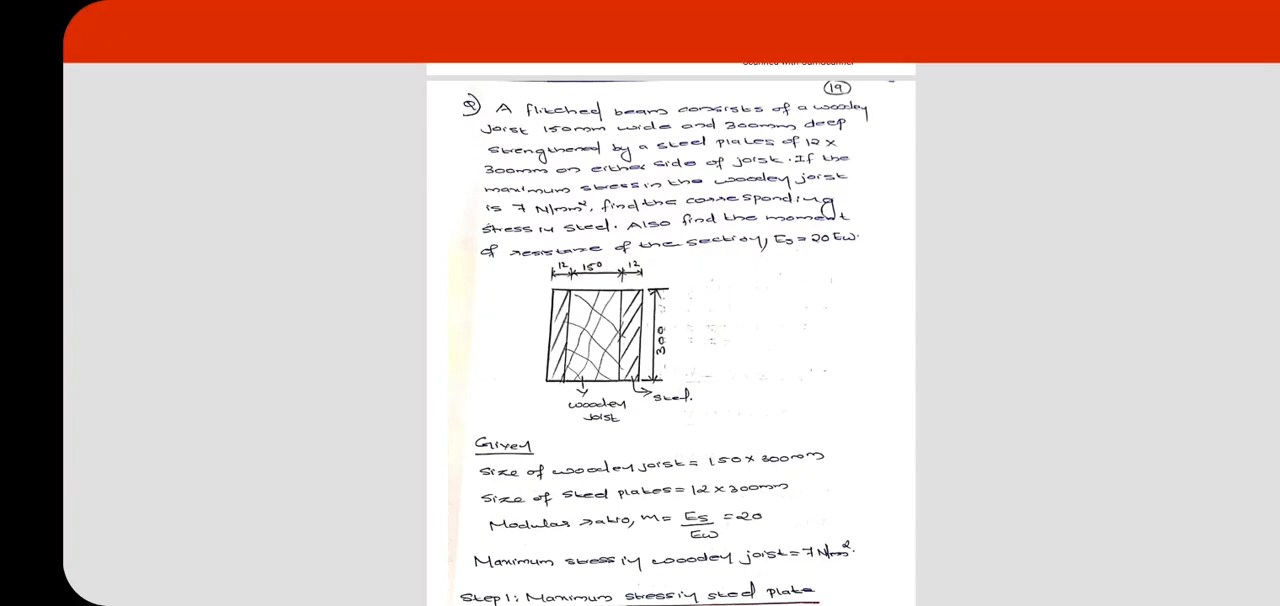 Scanned with CamScanner
19
Q) A flitched beam consists of a wooden
joist 150mm wide and 300mm deep
strengthened by a steel plates of 12 x
300mm on either side of joist. If the
maximum stress in the wooden joist
is 7 N/mm², find the corresponding
stress in steel. Also find the moment
of resistance of the section, Es = 20 Ew.
12 150 12
300
wooden
joist
steel.
Given
Size of wooden joist = 150 x 300mm
Size of steel plates = 12 x 300mm
Modular ratio, m = Es/Ew = 20
Maximum stress in wooden joist = 7 N/mm².
Step 1: Maximum stress in steel plate